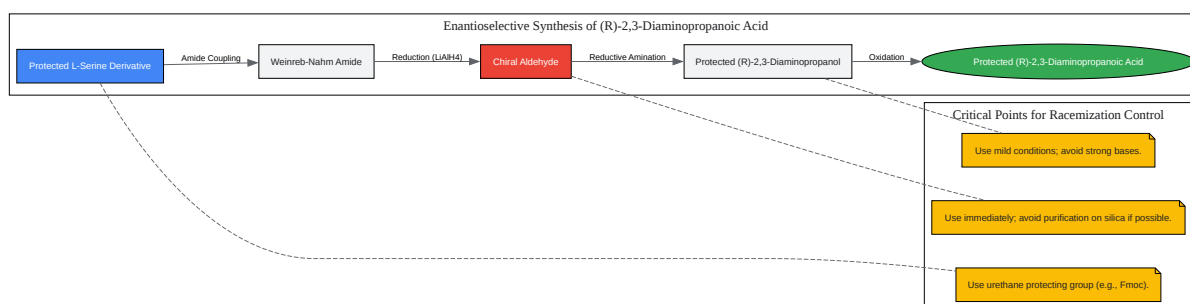 Enantioselective Synthesis of (R)-2,3-Diaminopropanoic Acid
Protected L-Serine Derivative
Amide Coupling
Weinreb-Nahm Amide
Reduction (LiAlH4)
Chiral Aldehyde
Reductive Amination
Protected (R)-2,3-Diaminopropanol
Oxidation
Protected (R)-2,3-Diaminopropanoic Acid
Critical Points for Racemization Control
Use mild conditions; avoid strong bases.
Use immediately; avoid purification on silica if possible.
Use urethane protecting group (e.g., Fmoc).